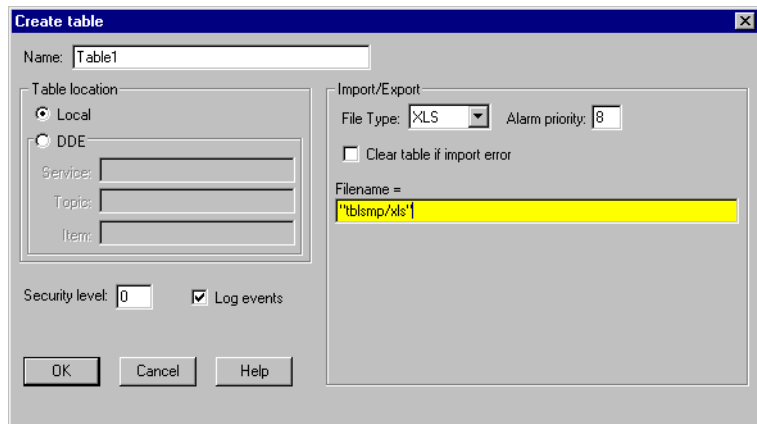 Create table
Name: Table1
Table location
Local
DDE
Service:
Topic:
Item:
Security level: 0
Log events
OK Cancel Help
Import/Export
File Type: XLS Alarm priority: 8
Clear table if import error
Filename =
"tblsmp/xls"